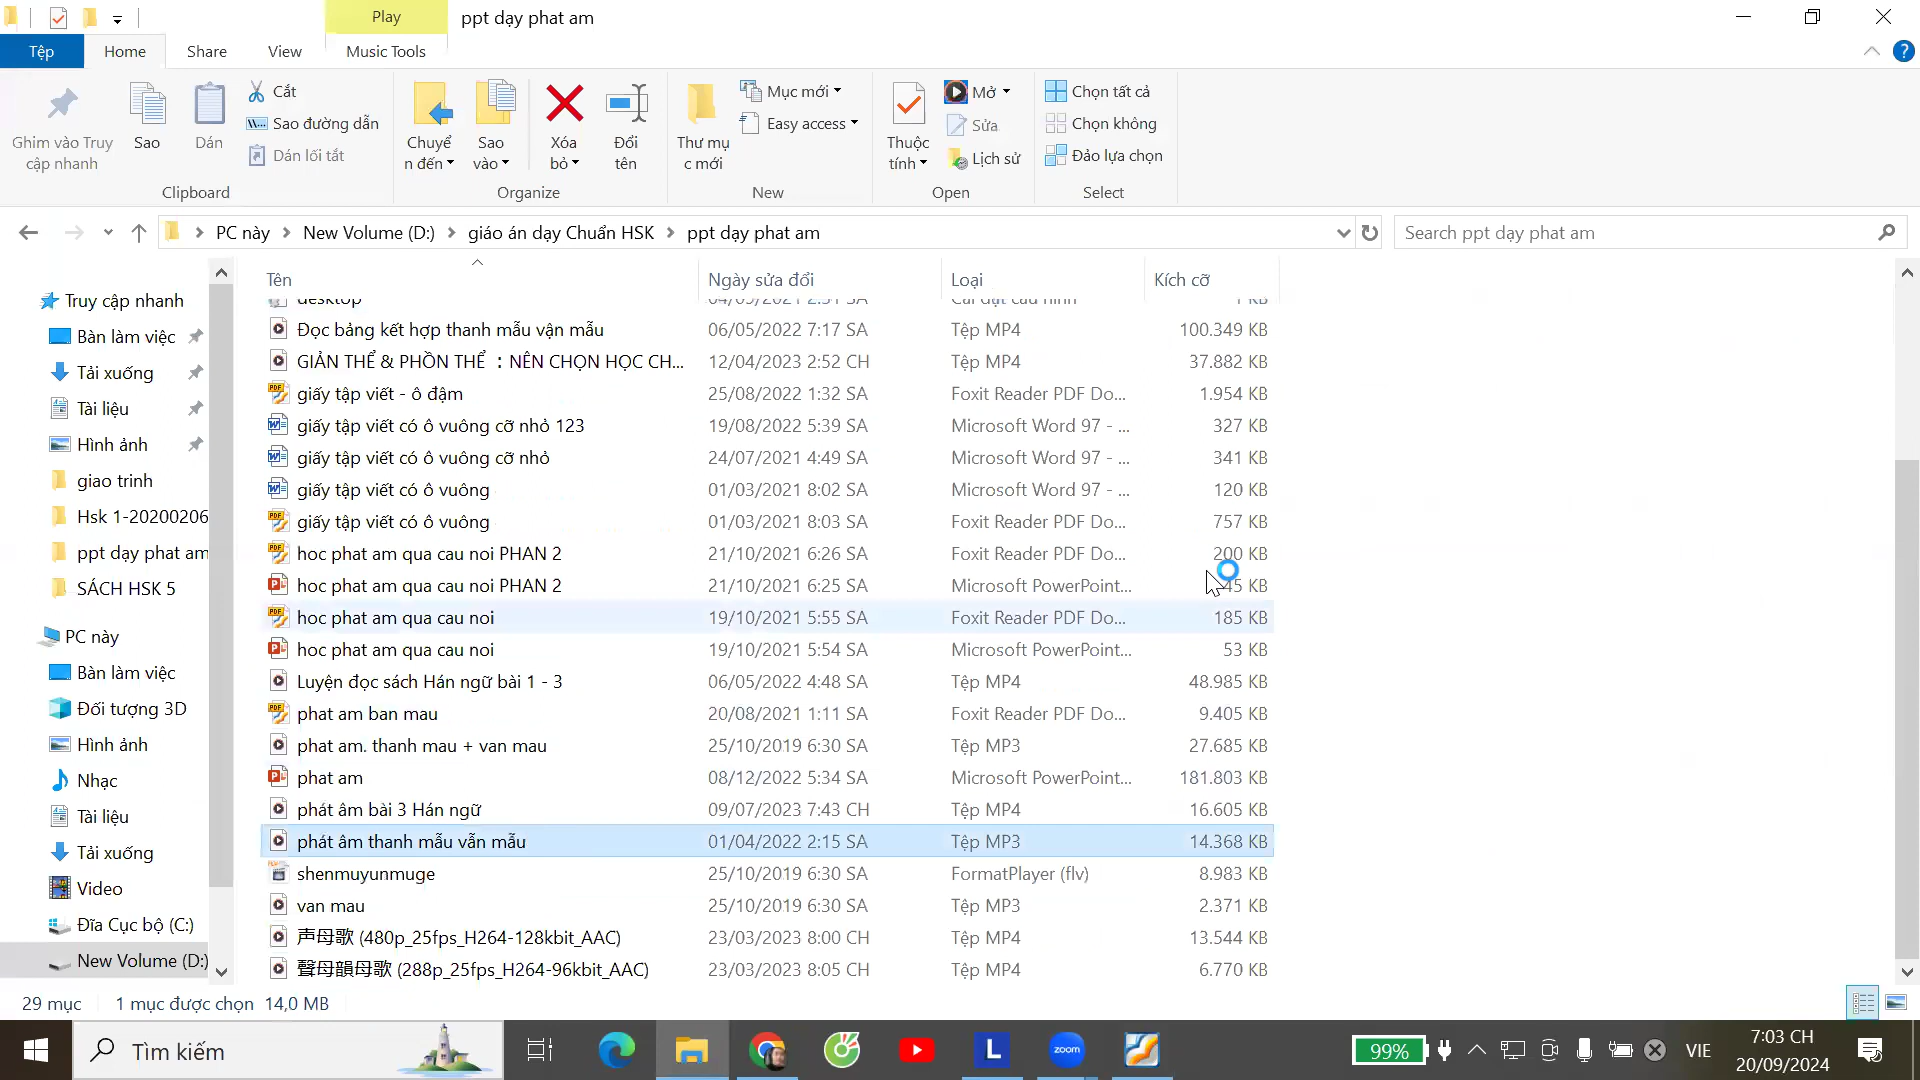 Play
ppt dạy phat am
Tệp
Home
Share
View
Music Tools
Ghim vào Truy cập nhanh
Sao
Dán
Cắt
Sao đường dẫn
Dán lối tắt
Clipboard
Chuyển đến
Sao vào
Xóa bỏ
Đổi tên
Organize
Thư mục mới
Mục mới
Easy access
New
Thuộc tính
Mở
Sửa
Lịch sử
Open
Chọn tất cả
Chọn không
Đảo lựa chọn
Select
PC này > New Volume (D:) > giáo án dạy Chuẩn HSK > ppt dạy phat am
Search ppt dạy phat am
Truy cập nhanh
Bàn làm việc
Tải xuống
Tài liệu
Hình ảnh
giao trinh
Hsk 1-20200206
ppt dạy phat am
SÁCH HSK 5
PC này
Bàn làm việc
Đối tượng 3D
Hình ảnh
Nhạc
Tài liệu
Tải xuống
Video
Đĩa Cục bộ (C:)
New Volume (D:)
Tên Ngày sửa đổi Loại Kích cỡ
desktop 04/05/2021 2:51 SA Cài đặt cấu hình 1 KB
Đọc bảng kết hợp thanh mẫu vận mẫu 06/05/2022 7:17 SA Tệp MP4 100.349 KB
GIẢN THỂ & PHỒN THỂ ：NÊN CHỌN HỌC CH... 12/04/2023 2:52 CH Tệp MP4 37.882 KB
giấy tập viết - ô đậm 25/08/2022 1:32 SA Foxit Reader PDF Do... 1.954 KB
giấy tập viết có ô vuông cỡ nhỏ 123 19/08/2022 5:39 SA Microsoft Word 97 - ... 327 KB
giấy tập viết có ô vuông cỡ nhỏ 24/07/2021 4:49 SA Microsoft Word 97 - ... 341 KB
giấy tập viết có ô vuông 01/03/2021 8:02 SA Microsoft Word 97 - ... 120 KB
giấy tập viết có ô vuông 01/03/2021 8:03 SA Foxit Reader PDF Do... 757 KB
hoc phat am qua cau noi PHAN 2 21/10/2021 6:26 SA Foxit Reader PDF Do... 200 KB
hoc phat am qua cau noi PHAN 2 21/10/2021 6:25 SA Microsoft PowerPoint... 45 KB
hoc phat am qua cau noi 19/10/2021 5:55 SA Foxit Reader PDF Do... 185 KB
hoc phat am qua cau noi 19/10/2021 5:54 SA Microsoft PowerPoint... 53 KB
Luyện đọc sách Hán ngữ bài 1 - 3 06/05/2022 4:48 SA Tệp MP4 48.985 KB
phat am ban mau 20/08/2021 1:11 SA Foxit Reader PDF Do... 9.405 KB
phat am. thanh mau + van mau 25/10/2019 6:30 SA Tệp MP3 27.685 KB
phat am 08/12/2022 5:34 SA Microsoft PowerPoint... 181.803 KB
phát âm bài 3 Hán ngữ 09/07/2023 7:43 CH Tệp MP4 16.605 KB
phát âm thanh mẫu vẫn mẫu 01/04/2022 2:15 SA Tệp MP3 14.368 KB
shenmuyunmuge 25/10/2019 6:30 SA FormatPlayer (flv) 8.983 KB
van mau 25/10/2019 6:30 SA Tệp MP3 2.371 KB
声母歌 (480p_25fps_H264-128kbit_AAC) 23/03/2023 8:00 CH Tệp MP4 13.544 KB
聲母韻母歌 (288p_25fps_H264-96kbit_AAC) 23/03/2023 8:05 CH Tệp MP4 6.770 KB
29 mục 1 mục được chọn 14,0 MB
Tìm kiếm
L
zoom
99%
VIE
7:03 CH
20/09/2024